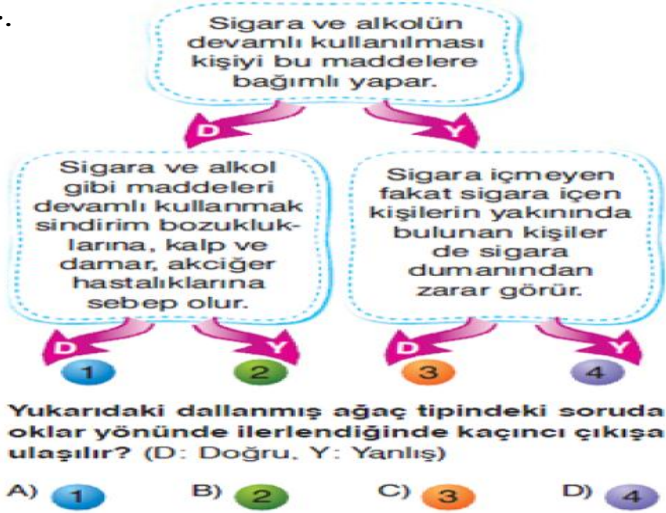 Sigara ve alkolün
devamlı kullanılması
kişiyi bu maddelere
bağımlı yapar.
D
Y
Sigara ve alkol
gibi maddeleri
devamlı kullanmak
sindirim bozukluk-
larına, kalp ve
damar, akciğer
hastalıklarına
sebep olur.
Sigara içmeyen
fakat sigara içen
kişilerin yakınında
bulunan kişiler
de sigara
dumanından
zarar görür.
D
Y
D
Y
1
2
3
4
Yukarıdaki dallanmış ağaç tipindeki soruda
oklar yönünde ilerlendiğinde kaçıncı çıkışa
ulaşılır? (D: Doğru, Y: Yanlış)
A) 1 B) 2 C) 3 D) 4